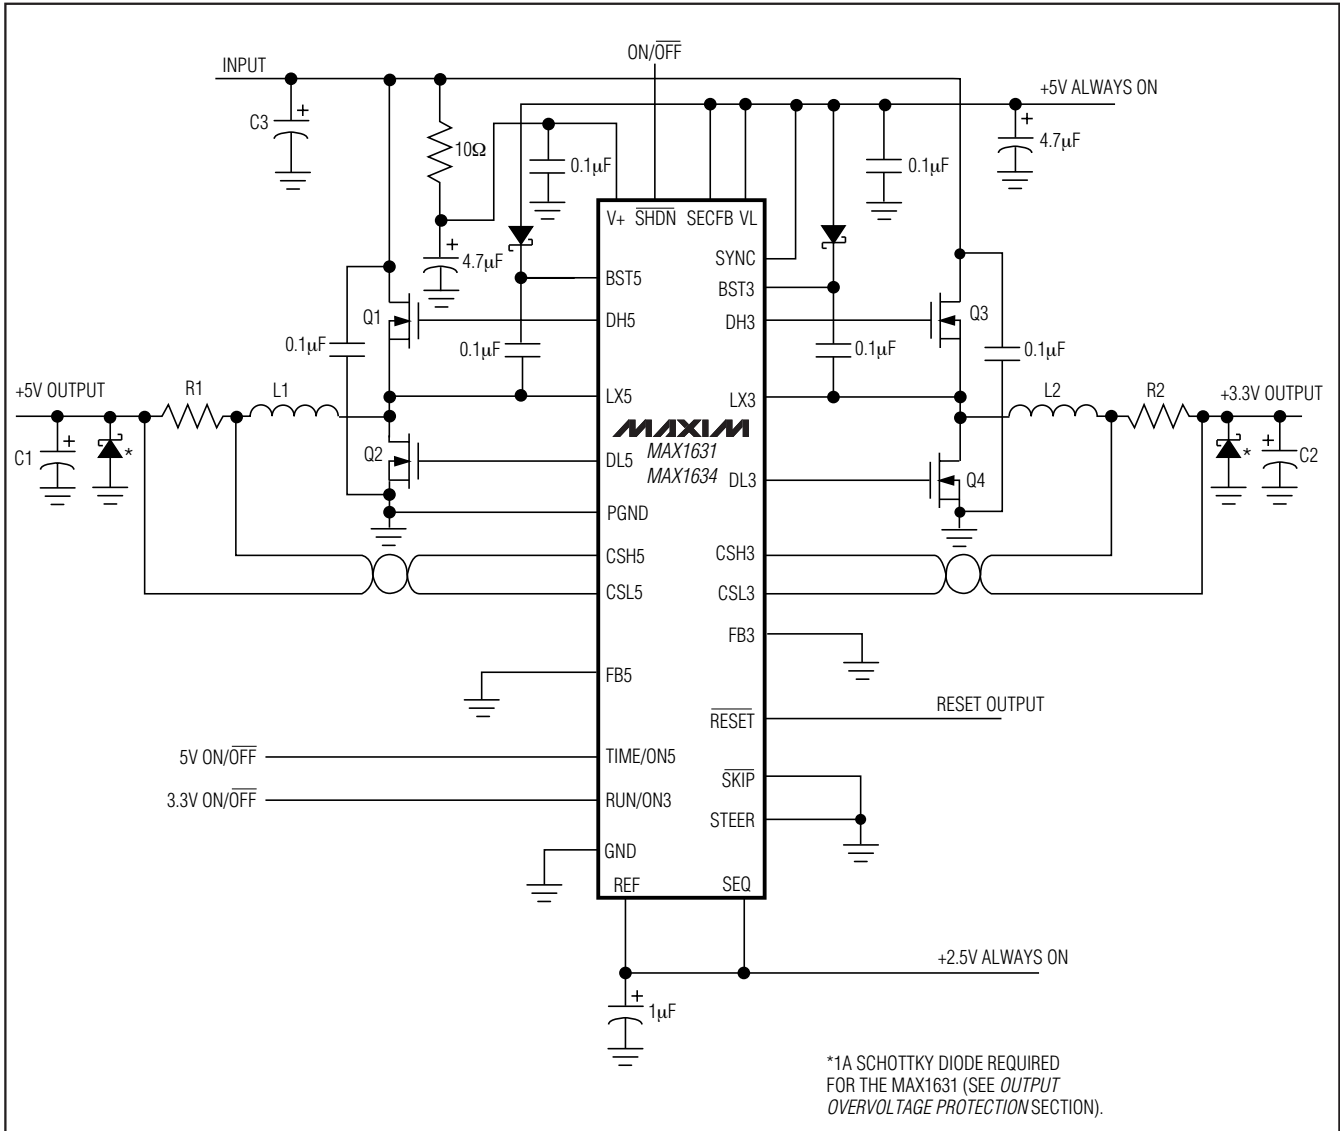 ON/OFF
INPUT
+5V ALWAYS ON
C3
+
10Ω
0.1µF
0.1µF
+
4.7µF
V+
SHDN
SECFB
VL
+
4.7µF
SYNC
BST5
BST3
Q1
DH5
DH3
Q3
0.1µF
0.1µF
0.1µF
0.1µF
+5V OUTPUT
R1
L1
LX5
LX3
L2
R2
+3.3V OUTPUT
MAXIM
MAX1631
MAX1634
C1
+
*
Q2
DL5
DL3
Q4
*
+
C2
PGND
CSH5
CSH3
CSL5
CSL3
FB3
FB5
RESET
RESET OUTPUT
5V ON/OFF
TIME/ON5
SKIP
3.3V ON/OFF
RUN/ON3
STEER
GND
REF
SEQ
+2.5V ALWAYS ON
+
1µF
*1A SCHOTTKY DIODE REQUIRED
FOR THE MAX1631 (SEE OUTPUT
OVERVOLTAGE PROTECTION SECTION).